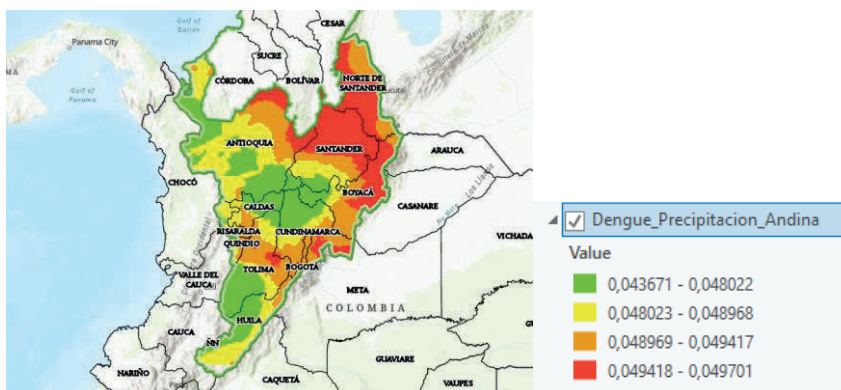 Gulf of
Darien
Panama City
CESAR
SUCRE
CÓRDOBA
BOLÍVAR
NORTE DE
SANTANDER
Gulf of
Panama
ANTIOQUIA
SANTANDER
ARAUCA
CHOCÓ
BOYACÁ
CALDAS
CASANARE
RISARALDA
CUNDINAMARCA
QUINDIO
VICHADA
TOLIMA
BOGOTÁ
VALLE DEL
CAUCA
META
COLOMBIA
HUILA
CAUCA
ÑN
NARIÑO
CAQUETÁ
GUAVIARE
VAUPES
Dengue_Precipitacion_Andina
Value
0,043671 - 0,048022
0,048023 - 0,048968
0,048969 - 0,049417
0,049418 - 0,049701